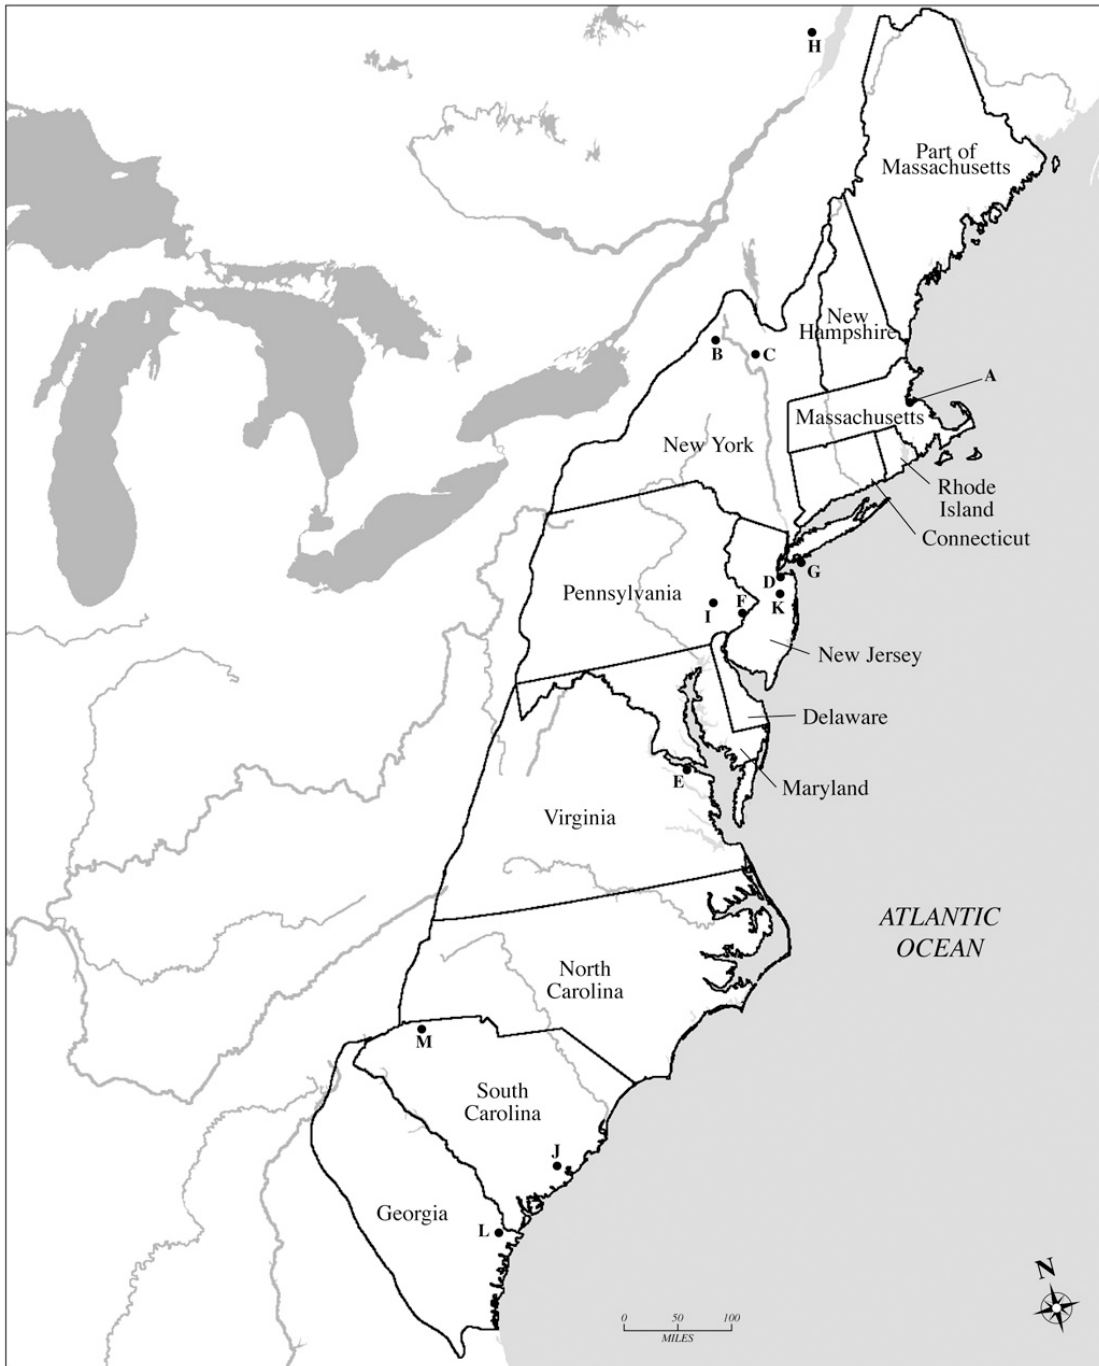 H
Part of
Massachusetts
New
Hampshire
B
C
A
Massachusetts
New York
Rhode
Island
Connecticut
G
D
Pennsylvania
F
K
I
New Jersey
Delaware
E
Maryland
Virginia
ATLANTIC
OCEAN
North
Carolina
M
South
Carolina
J
Georgia
L
N
0 50 100
MILES